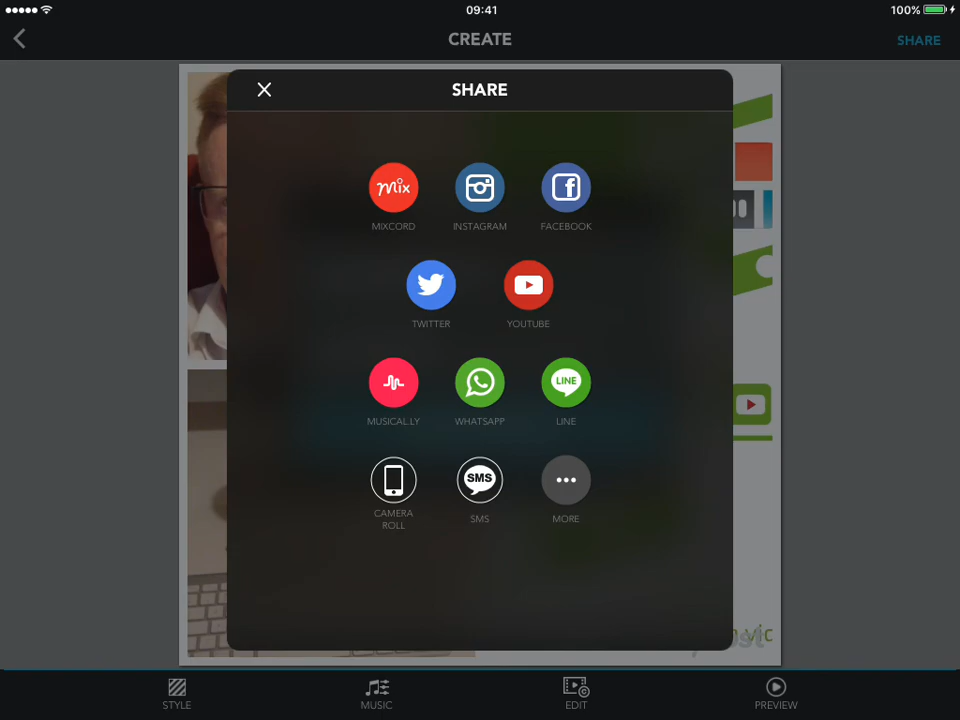 09:41
100%
CREATE
SHARE
SHARE
mix
MIXCORD
INSTAGRAM
FACEBOOK
TWITTER
YOUTUBE
LINE
MUSICAL.LY
WHATSAPP
LINE
SMS
CAMERA
ROLL
SMS
MORE
STYLE
MUSIC
EDIT
PREVIEW